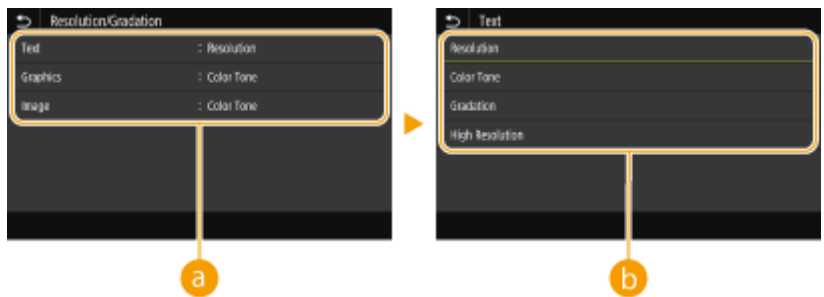 Resolution/Gradation
Text : Resolution
Graphics : Color Tone
Image : Color Tone
a
Text
Resolution
Color Tone
Gradation
High Resolution
b